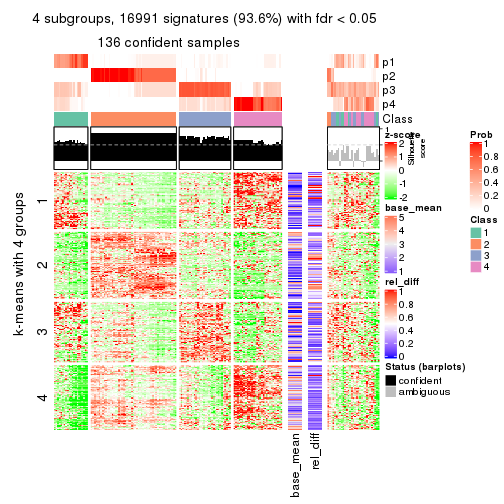 4 subgroups, 16991 signatures (93.6%) with fdr < 0.05
136 confident samples
p1
p2
p3
p4
Class
1
Silhouette
score
k-means with 4 groups
1
2
3
4
base_mean
rel_diff
z-score
2
1
0
-1
-2
base_mean
5
4
3
2
1
rel_diff
1
0.8
0.6
0.4
0.2
0
Status (barplots)
confident
ambiguous
Prob
1
0.8
0.6
0.4
0.2
0
Class
1
2
3
4